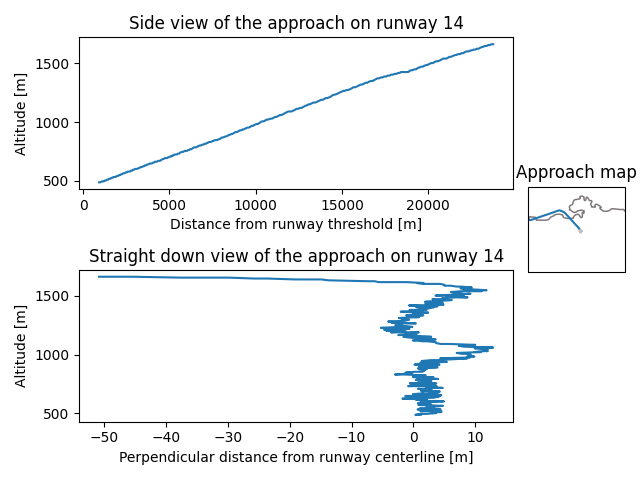 Side view of the approach on runway 14
1500
1000
500
Altitude [m]
0 5000 10000 15000 20000
Distance from runway threshold [m]
Approach map
Straight down view of the approach on runway 14
1500
1000
500
Altitude [m]
−50 −40 −30 −20 −10 0 10
Perpendicular distance from runway centerline [m]